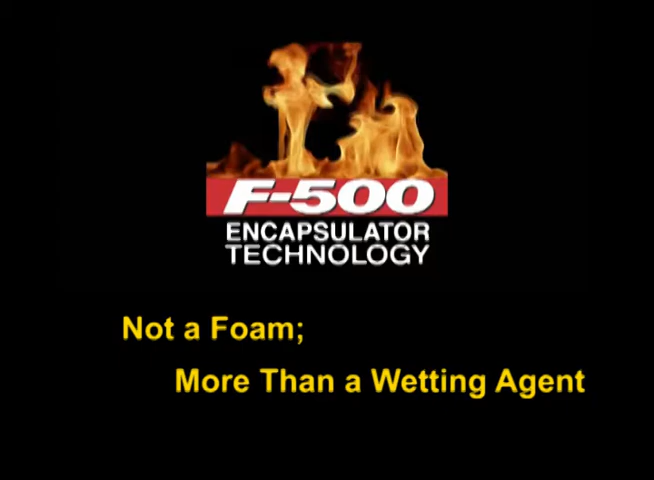 F-500
ENCAPSULATOR
TECHNOLOGY
Not a Foam;
More Than a Wetting Agent